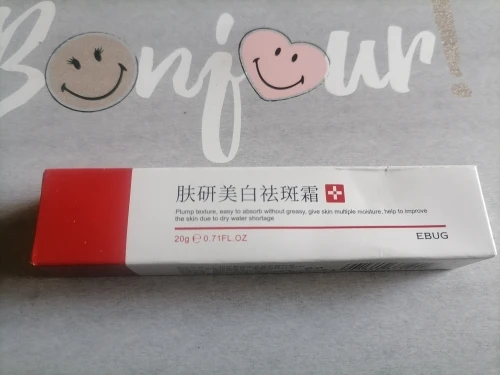 Bonjour!
肤研美白祛斑霜
Plump texture, easy to absorb without greasy, give skin multiple moisture, help to improve
the skin due to dry water shortage
20g ℮ 0.71FL.OZ
EBUG